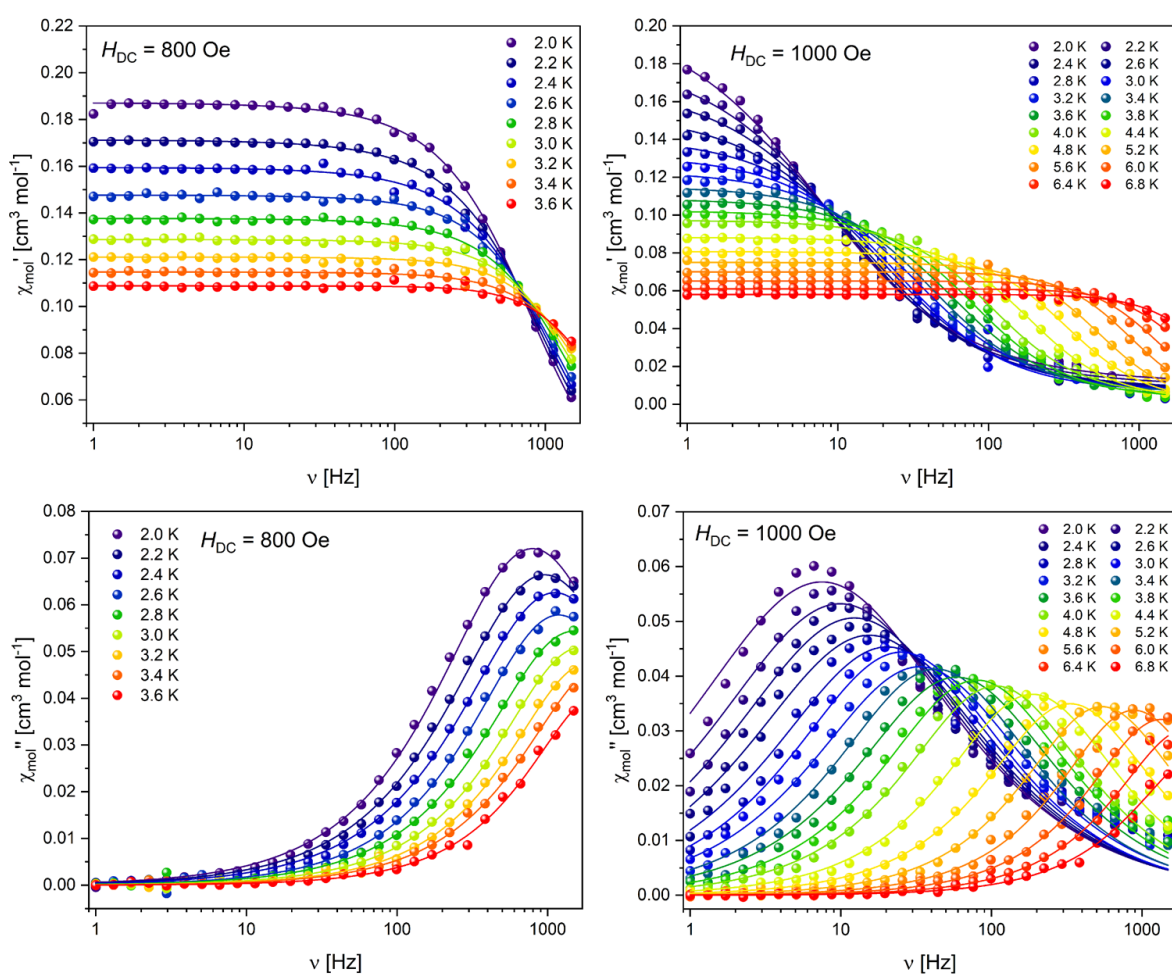 H_DC = 800 Oe
2.0 K
2.2 K
2.4 K
2.6 K
2.8 K
3.0 K
3.2 K
3.4 K
3.6 K
0.22
0.20
0.18
0.16
0.14
0.12
0.10
0.08
0.06
χ_mol' [cm³ mol⁻¹]
1 10 100 1000
ν [Hz]
H_DC = 1000 Oe
2.0 K 2.2 K
2.4 K 2.6 K
2.8 K 3.0 K
3.2 K 3.4 K
3.6 K 3.8 K
4.0 K 4.4 K
4.8 K 5.2 K
5.6 K 6.0 K
6.4 K 6.8 K
0.20
0.18
0.16
0.14
0.12
0.10
0.08
0.06
0.04
0.02
0.00
χ_mol' [cm³ mol⁻¹]
1 10 100 1000
ν [Hz]
H_DC = 800 Oe
2.0 K
2.2 K
2.4 K
2.6 K
2.8 K
3.0 K
3.2 K
3.4 K
3.6 K
0.08
0.07
0.06
0.05
0.04
0.03
0.02
0.01
0.00
χ_mol'' [cm³ mol⁻¹]
1 10 100 1000
ν [Hz]
H_DC = 1000 Oe
2.0 K 2.2 K
2.4 K 2.6 K
2.8 K 3.0 K
3.2 K 3.4 K
3.6 K 3.8 K
4.0 K 4.4 K
4.8 K 5.2 K
5.6 K 6.0 K
6.4 K 6.8 K
0.07
0.06
0.05
0.04
0.03
0.02
0.01
0.00
χ_mol'' [cm³ mol⁻¹]
1 10 100 1000
ν [Hz]